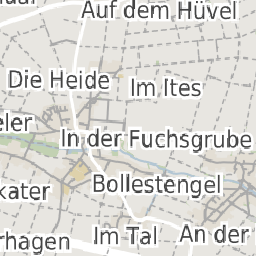 Auf dem Hüvel
Die Heide
Im Ites
In der Fuchsgrube
Bollestengel
Im Tal
An der